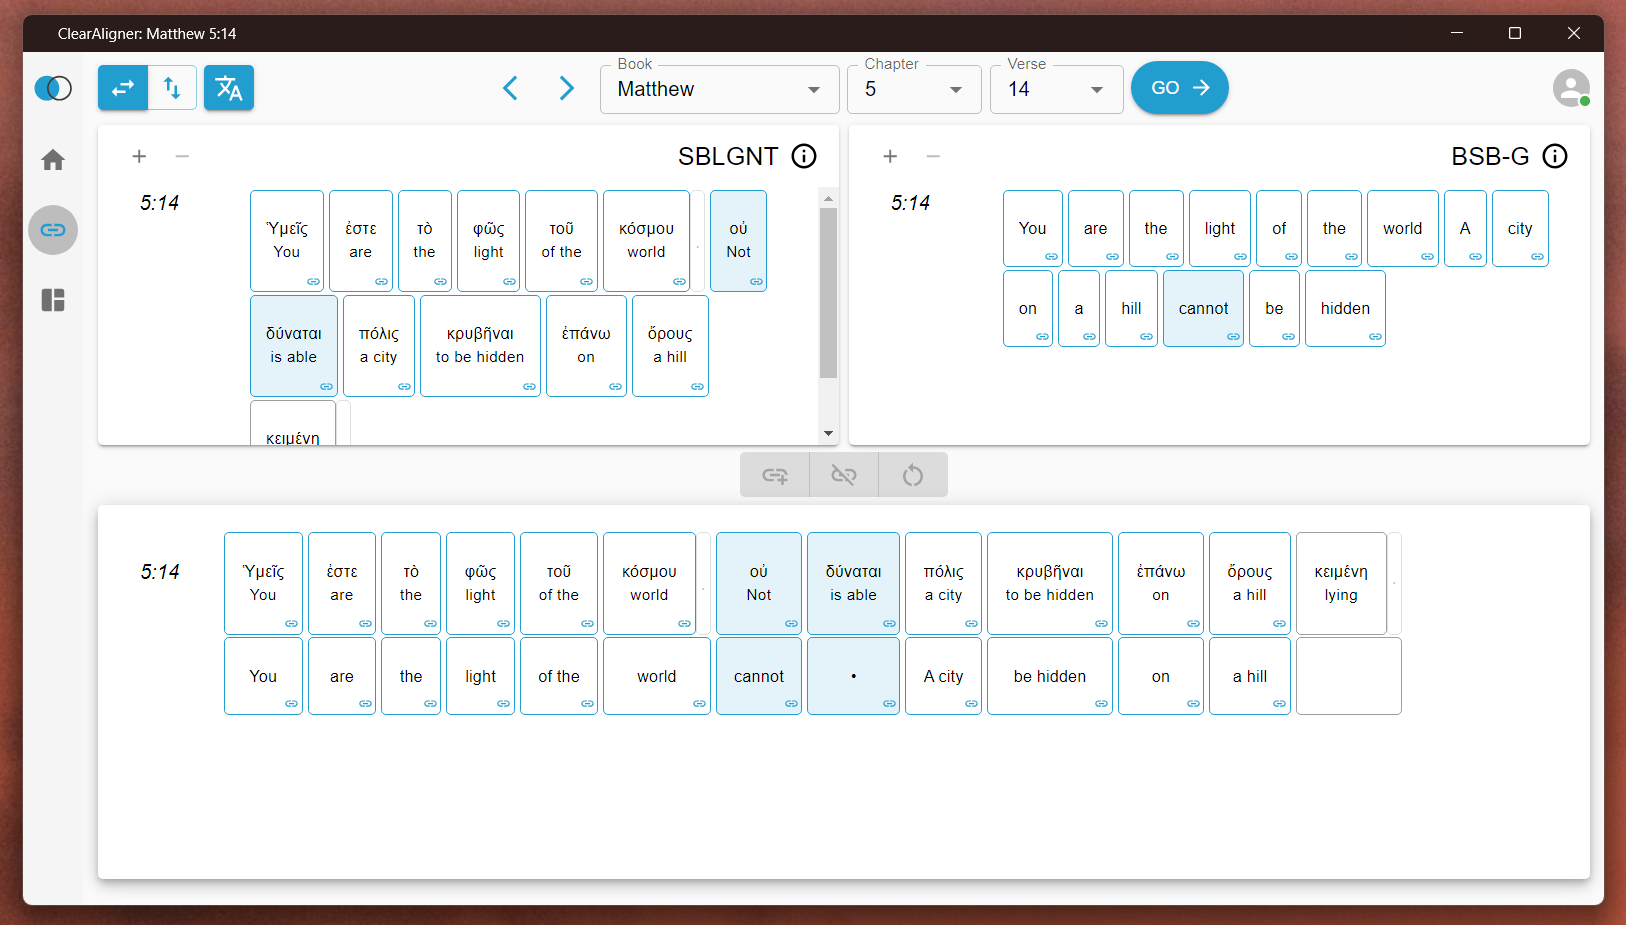 ClearAligner: Matthew 5:14
Book Chapter Verse
Matthew 5 14 GO
SBLGNT
5:14
Ὑμεῖς ἐστε τὸ φῶς τοῦ κόσμου . οὐ
You are the light of the world Not
δύναται πόλις κρυβῆναι ἐπάνω ὄρους
is able a city to be hidden on a hill
κειμένη
BSB-G
5:14
You are the light of the world A city
on a hill cannot be hidden
5:14
Ὑμεῖς ἐστε τὸ φῶς τοῦ κόσμου . οὐ δύναται πόλις κρυβῆναι ἐπάνω ὄρους κειμένη .
You are the light of the world Not is able a city to be hidden on a hill lying
You are the light of the world cannot • A city be hidden on a hill